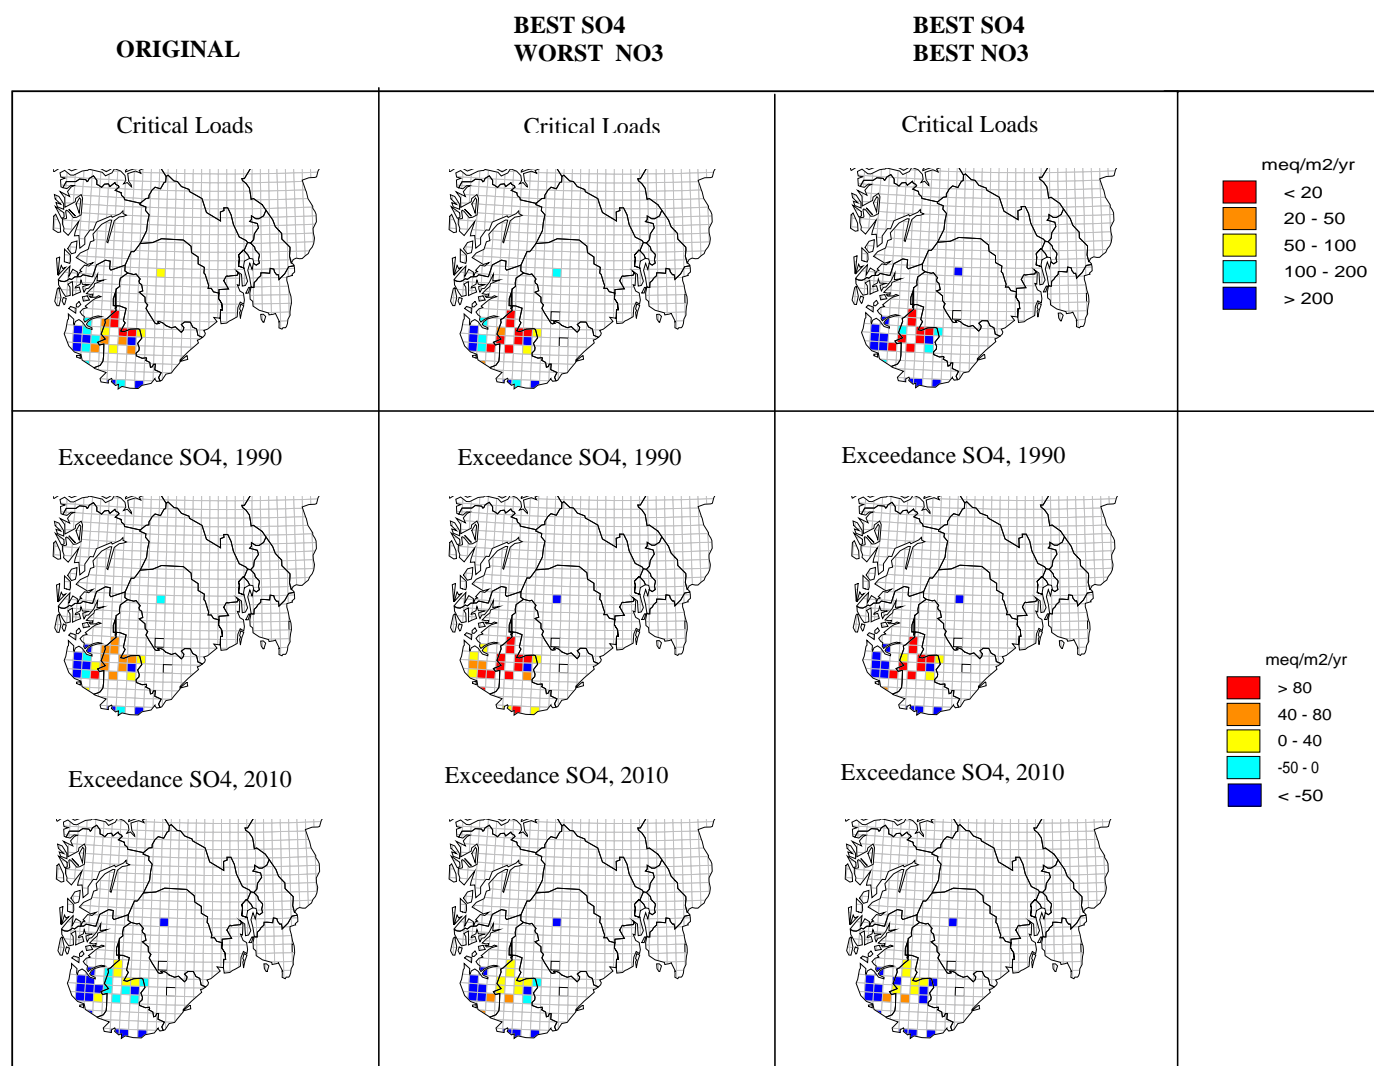 ORIGINAL
BEST SO4
WORST NO3
BEST SO4
BEST NO3
Critical Loads
Critical Loads
Critical Loads
meq/m2/yr
< 20
20 - 50
50 - 100
100 - 200
> 200
Exceedance SO4, 1990
Exceedance SO4, 1990
Exceedance SO4, 1990
meq/m2/yr
> 80
40 - 80
0 - 40
-50 - 0
< -50
Exceedance SO4, 2010
Exceedance SO4, 2010
Exceedance SO4, 2010